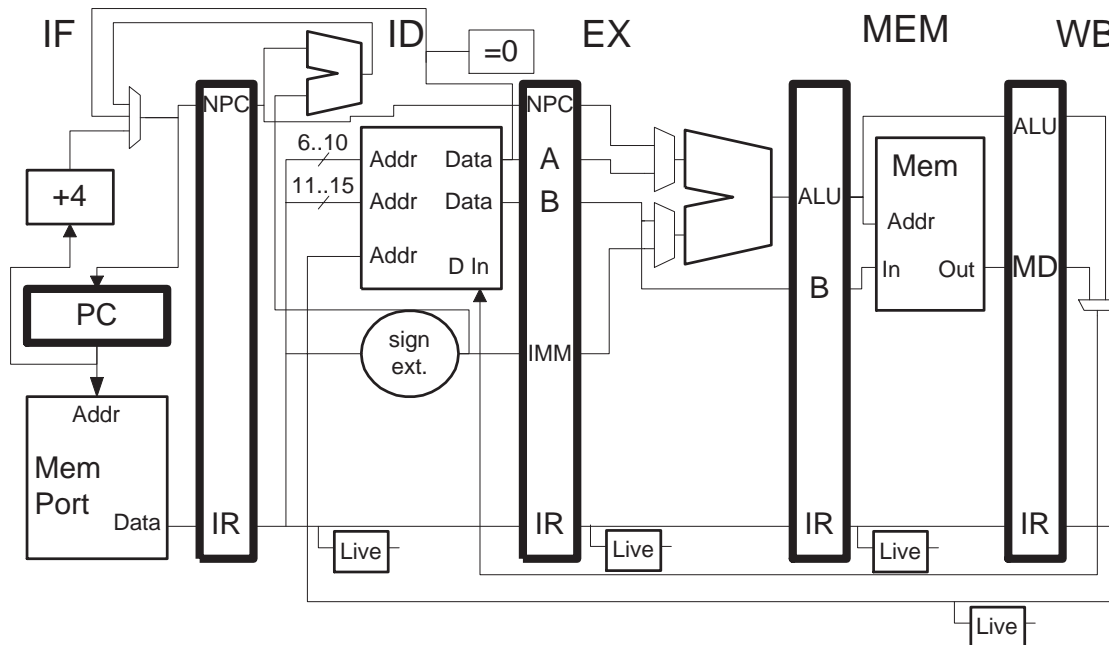 IF
ID
EX
MEM
WB
=0
NPC
NPC
ALU
6..10
Addr
Data
A
Mem
11..15
+4
Addr
Data
B
ALU
Addr
Addr
D In
In
Out
MD
PC
B
sign
ext.
IMM
Addr
Mem
Port
Data
IR
IR
IR
IR
Live
Live
Live
Live